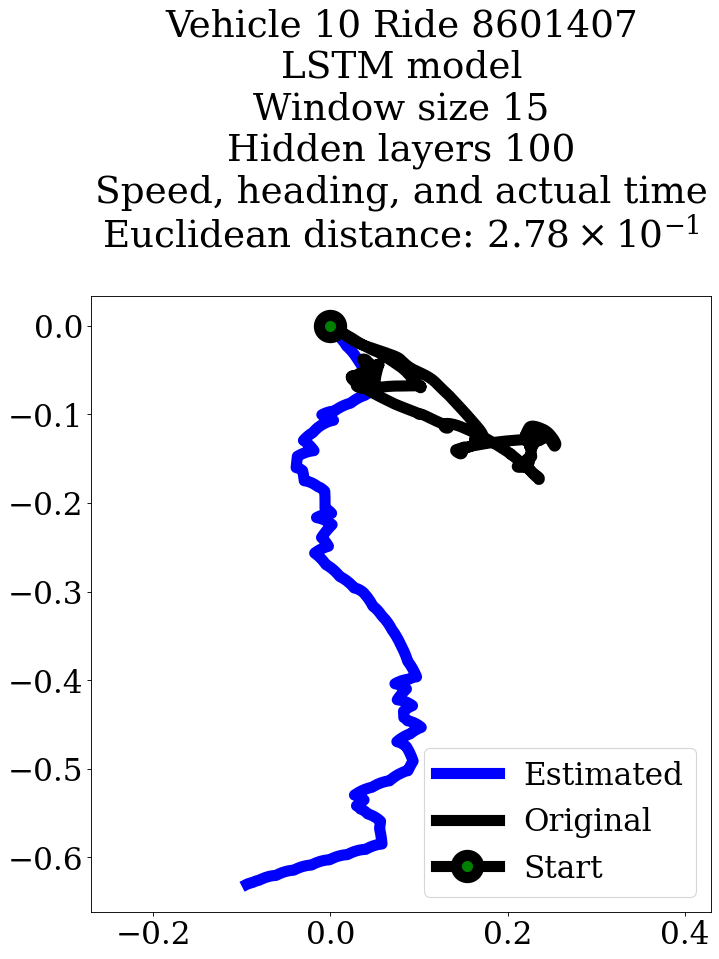 Vehicle 10 Ride 8601407
LSTM model
Window size 15
Hidden layers 100
Speed, heading, and actual time
Euclidean distance: 2.78 × 10⁻¹
0.0
−0.1
−0.2
−0.3
−0.4
−0.5
−0.6
Estimated
Original
Start
−0.2 0.0 0.2 0.4